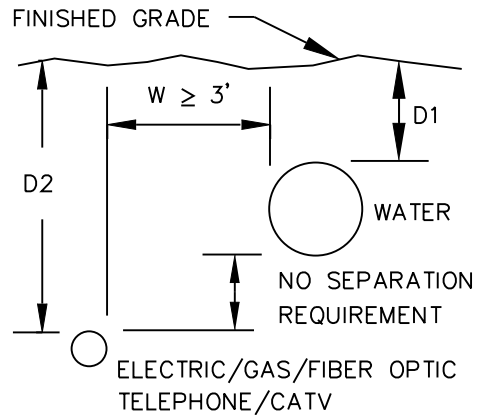 FINISHED GRADE
W ≥ 3'
D1
D2
WATER
NO SEPARATION
REQUIREMENT
ELECTRIC/GAS/FIBER OPTIC
TELEPHONE/CATV